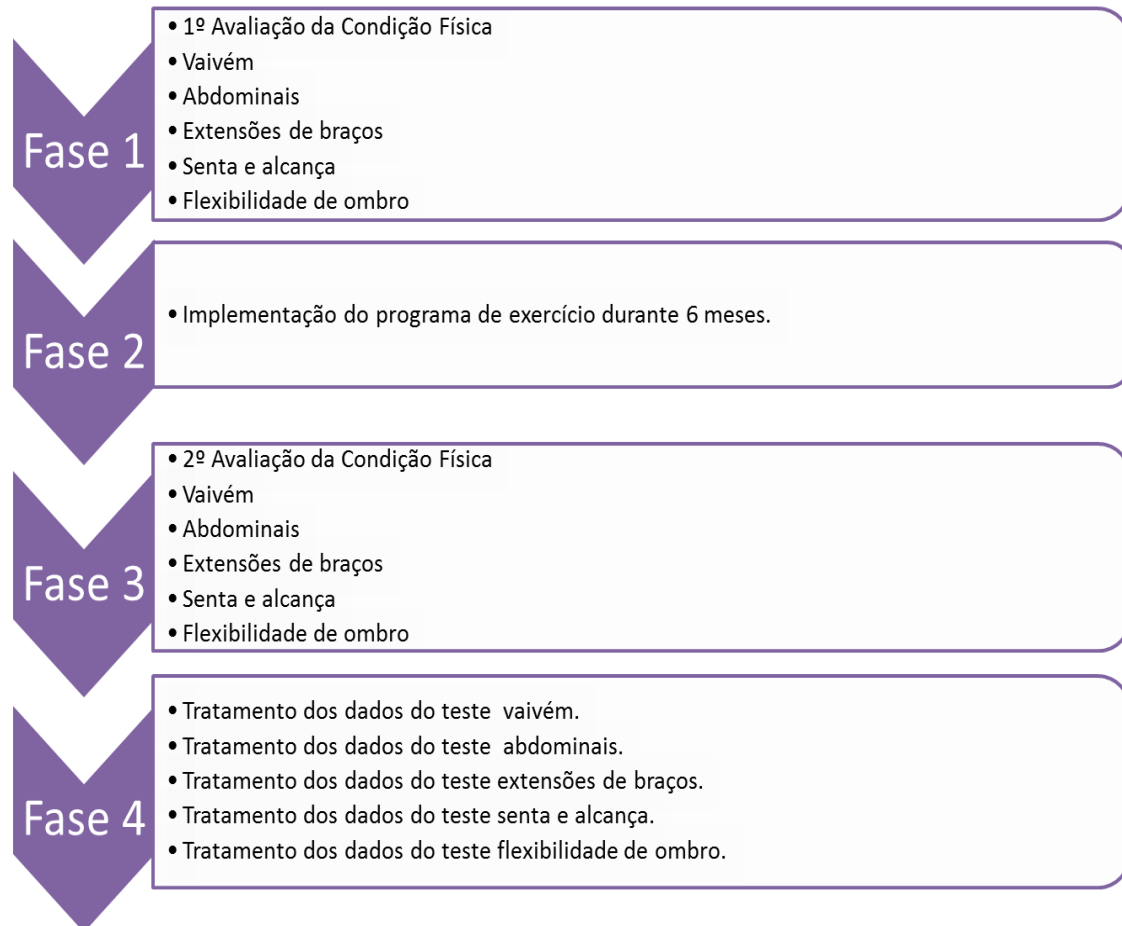 Fase 1
• 1º Avaliação da Condição Física
• Vaivém
• Abdominais
• Extensões de braços
• Senta e alcança
• Flexibilidade de ombro
Fase 2
• Implementação do programa de exercício durante 6 meses.
Fase 3
• 2º Avaliação da Condição Física
• Vaivém
• Abdominais
• Extensões de braços
• Senta e alcança
• Flexibilidade de ombro
Fase 4
• Tratamento dos dados do teste vaivém.
• Tratamento dos dados do teste abdominais.
• Tratamento dos dados do teste extensões de braços.
• Tratamento dos dados do teste senta e alcança.
• Tratamento dos dados do teste flexibilidade de ombro.